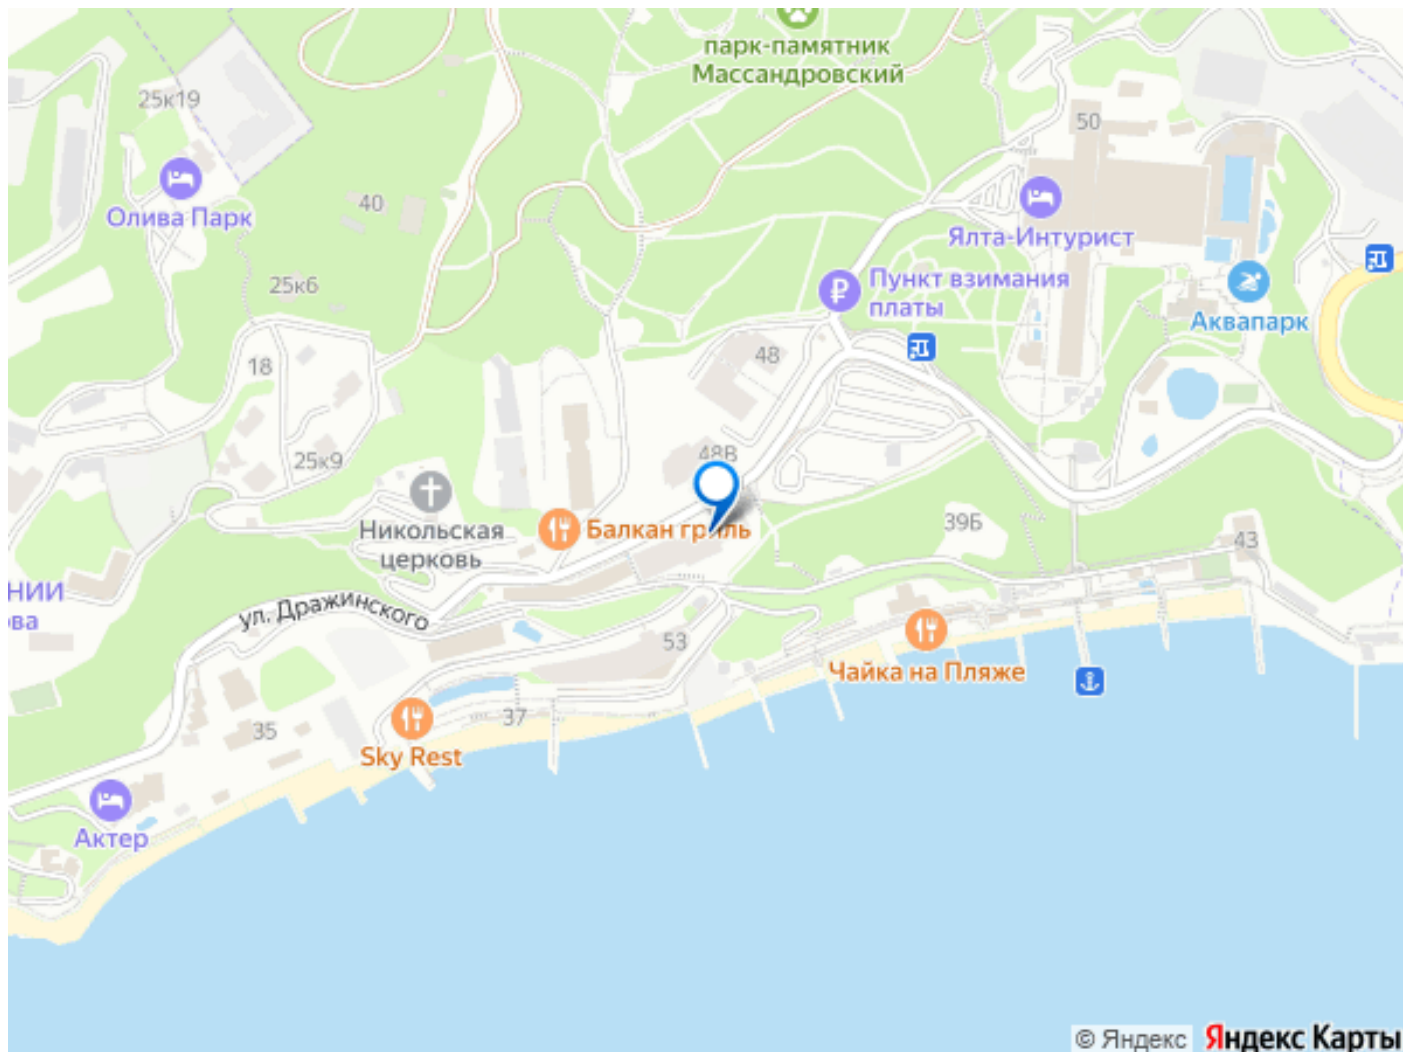 парк-памятник
Массандровский
25к19
50
Олива Парк
40
Ялта-Интурист
25к6
Пункт взимания
платы
Аквапарк
48
18
48В
25к9
Никольская
церковь
Балкан гриль
39Б
43
НИИ
ова
ул. Дражинского
53
Чайка на Пляже
37
35
Sky Rest
Актер
© Яндекс Яндекс Карты